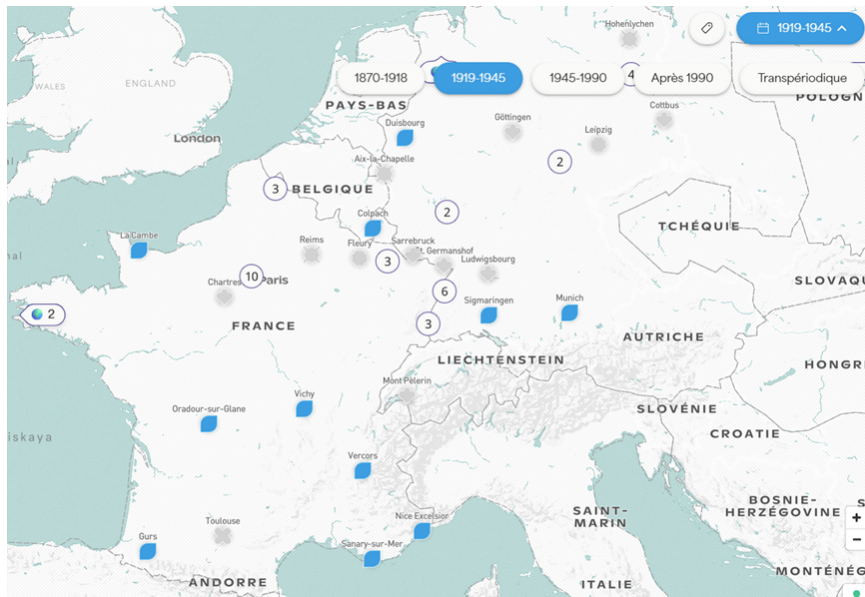 Hohenlychen
1919-1945
WALES
ENGLAND
1870-1918
1919-1945
1945-1990
4
Après 1990
Transpériodique
POLOGN
PAYS-BAS
Cottbus
Duisbourg
Göttingen
Leipzig
London
Aix-la-Chapelle
2
3
BELGIQUE
2
Colpach
La Cambe
TCHÉQUIE
Reims
Fleury
Sarrebruck
St. Germanshof
Ludwigsbourg
3
10
Paris
Chartres
SLOVAQU
6
Sigmaringen
Munich
2
FRANCE
3
AUTRICHE
LIECHTENSTEIN
HONGRI
Mont Pèlerin
Vichy
Oradour-sur-Glane
SLOVÉNIE
CROATIE
iskaya
Vercors
BOSNIE-
HERZÉGOVINE
SAINT-
MARIN
Nice Excelsior
Toulouse
Gurs
Sanary-sur-Mer
+
−
MONTÉNÉG
ANDORRE
ITALIE